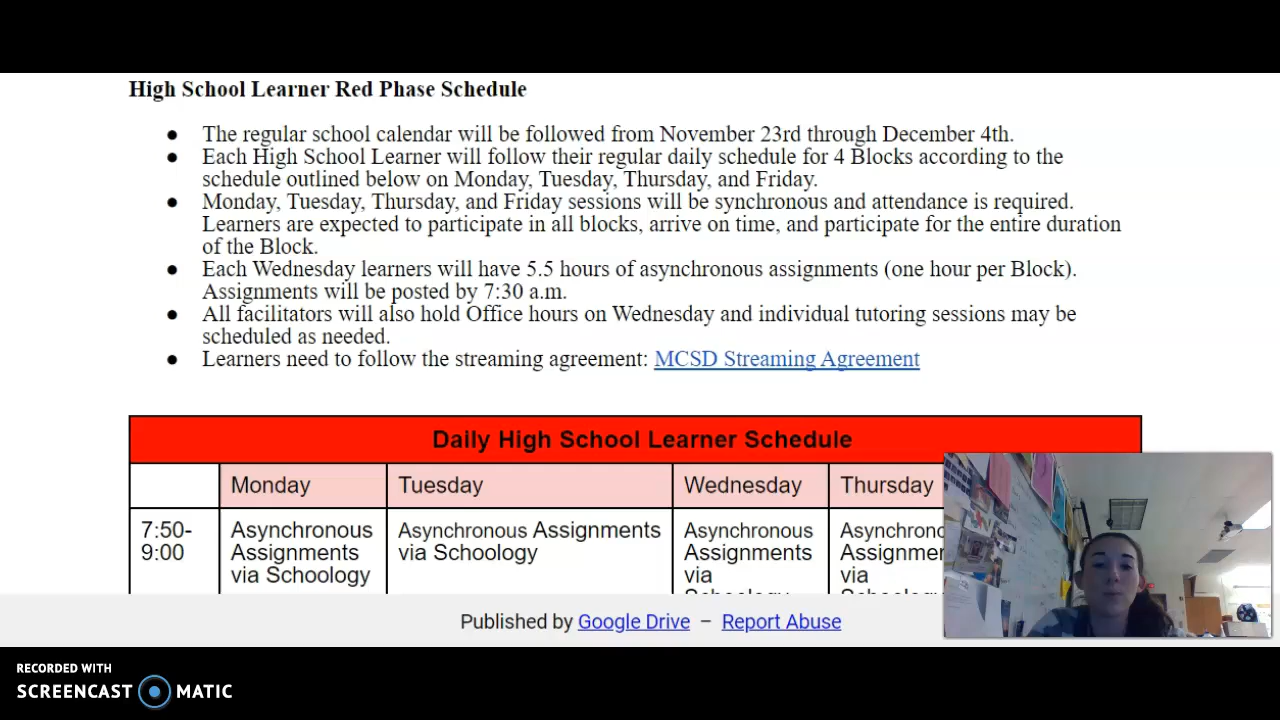 High School Learner Red Phase Schedule
● The regular school calendar will be followed from November 23rd through December 4th.
● Each High School Learner will follow their regular daily schedule for 4 Blocks according to the
schedule outlined below on Monday, Tuesday, Thursday, and Friday.
● Monday, Tuesday, Thursday, and Friday sessions will be synchronous and attendance is required.
Learners are expected to participate in all blocks, arrive on time, and participate for the entire duration
of the Block.
● Each Wednesday learners will have 5.5 hours of asynchronous assignments (one hour per Block).
Assignments will be posted by 7:30 a.m.
● All facilitators will also hold Office hours on Wednesday and individual tutoring sessions may be
scheduled as needed.
● Learners need to follow the streaming agreement: MCSD Streaming Agreement
Daily High School Learner Schedule
Monday Tuesday Wednesday Thursday
7:50- Asynchronous Asynchronous Assignments Asynchronous
9:00 Assignments via Schoology Assignments
via Schoology via via
Published by Google Drive – Report Abuse
RECORDED WITH
SCREENCAST MATIC